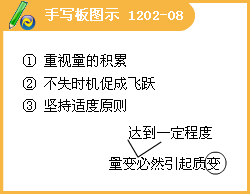 手写板图示 1202-08
① 重视量的积累
② 不失时机促成飞跃
③ 坚持适度原则
达到一定程度
量变必然引起质变